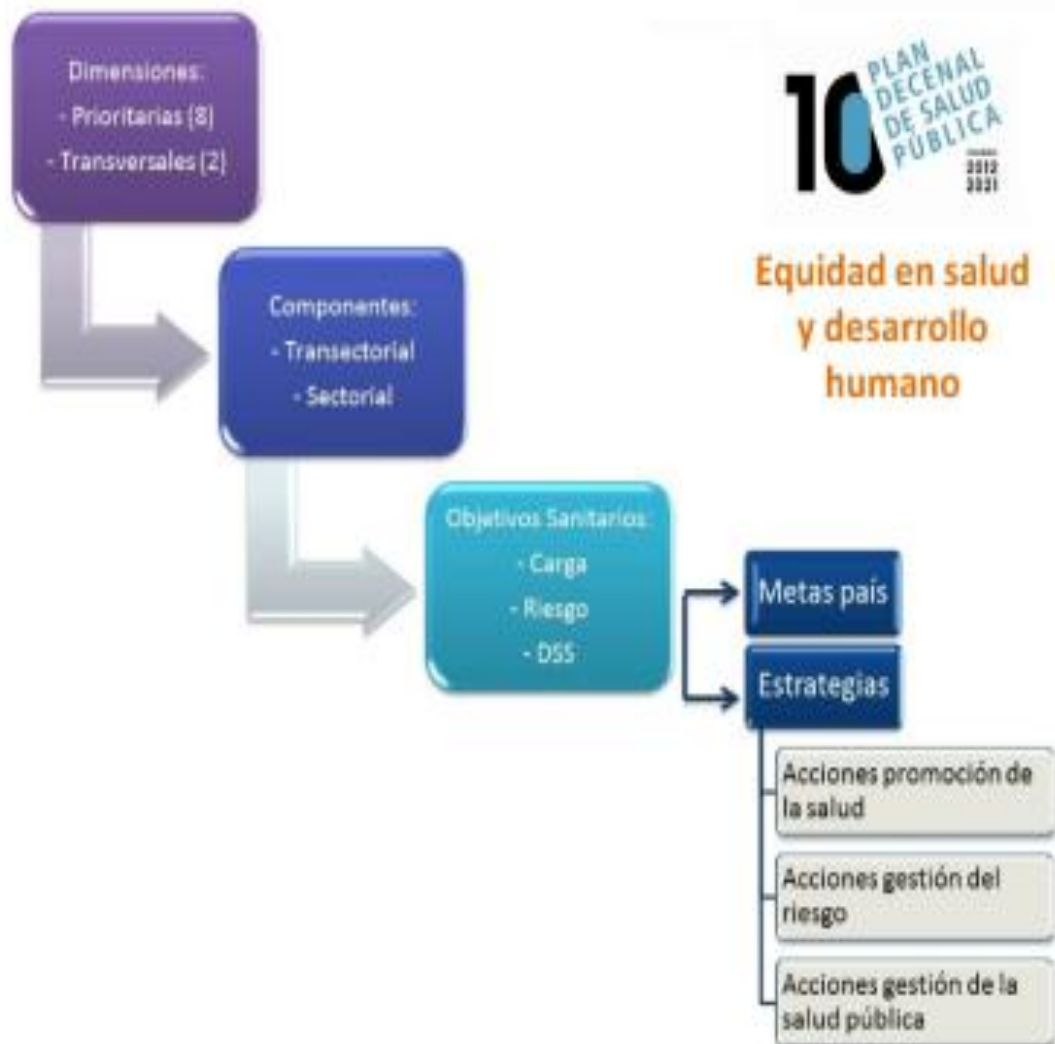 Dimensiones:
- Prioritarias (8)
- Transversales (2)
10
PLAN
DECENAL
DE SALUD
PÚBLICA
2012
2021
Equidad en salud
y desarrollo
humano
Componentes:
- Transectorial
- Sectorial
Objetivos Sanitarios:
- Carga
- Riesgo
- DSS
Metas país
Estrategias
Acciones promoción de
la salud
Acciones gestión del
riesgo
Acciones gestión de la
salud pública